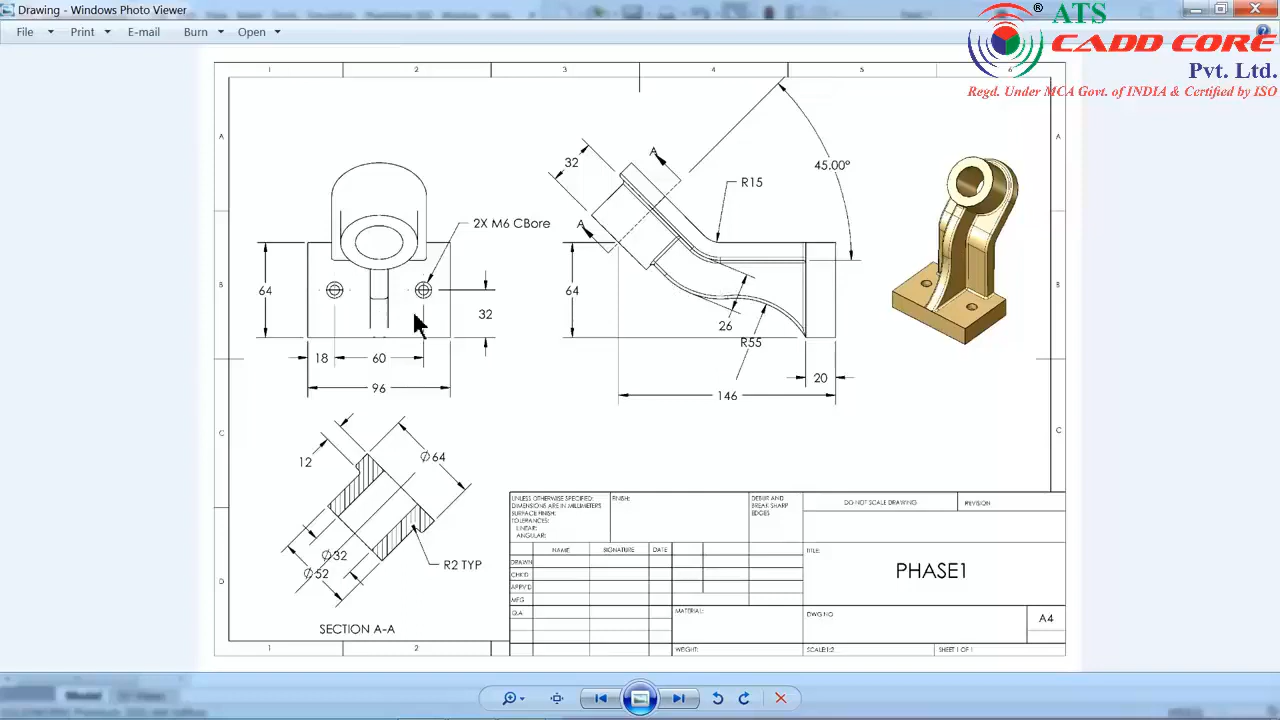 Drawing - Windows Photo Viewer
File Print E-mail Burn Open
® ATS
CADD CORE
Pvt. Ltd.
Regd. Under MCA Govt. of INDIA & Certified by ISO
1 2 3 4 5 6
A A
32
A
45.00°
R15
A
2X M6 CBore
64
64
B B
32
26
R55
18 60
20
96
146
C C
12
Ø64
Ø32
Ø52
R2 TYP
D
SECTION A-A
1 2
UNLESS OTHERWISE SPECIFIED:
DIMENSIONS ARE IN MILLIMETERS
SURFACE FINISH:
TOLERANCES:
LINEAR:
ANGULAR:
FINISH:
DEBUR AND
BREAK SHARP
EDGES
DO NOT SCALE DRAWING
REVISION
NAME SIGNATURE DATE
DRAWN
CHK'D
APPV'D
MFG
Q.A
TITLE:
PHASE1
MATERIAL:
DWG NO.
A4
WEIGHT:
SCALE:1:2
SHEET 1 OF 1